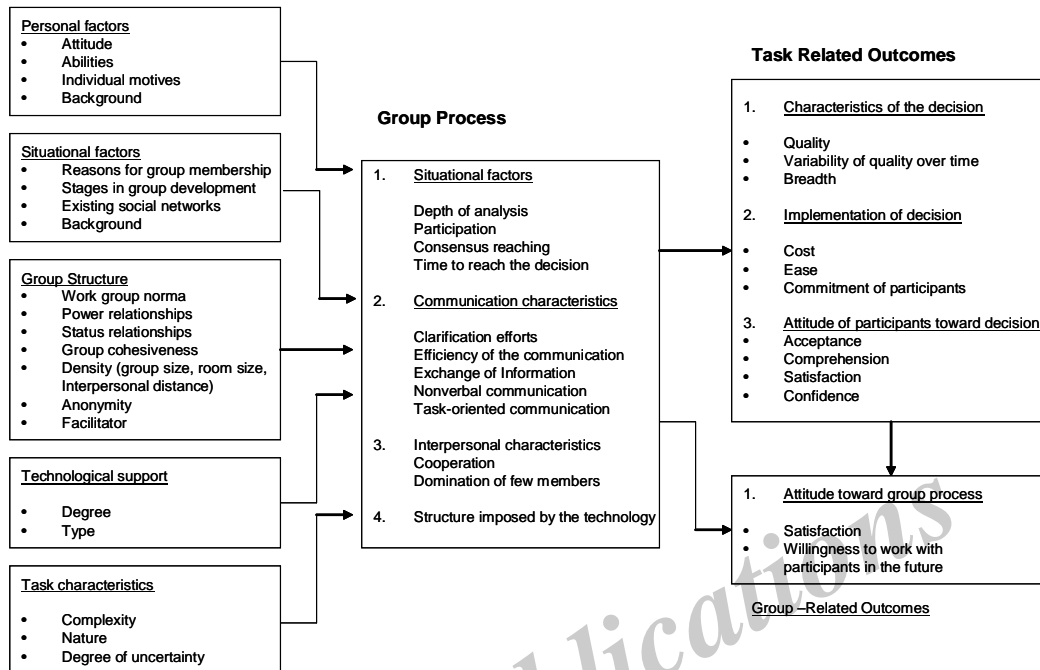 Personal factors
• Attitude
• Abilities
• Individual motives
• Background
Situational factors
• Reasons for group membership
• Stages in group development
• Existing social networks
• Background
Group Structure
• Work group norma
• Power relationships
• Status relationships
• Group cohesiveness
• Density (group size, room size,
Interpersonal distance)
• Anonymity
• Facilitator
Technological support
• Degree
• Type
Task characteristics
• Complexity
• Nature
• Degree of uncertainty
Group Process
1. Situational factors
Depth of analysis
Participation
Consensus reaching
Time to reach the decision
2. Communication characteristics
Clarification efforts
Efficiency of the communication
Exchange of Information
Nonverbal communication
Task-oriented communication
3. Interpersonal characteristics
Cooperation
Domination of few members
4. Structure imposed by the technology
Task Related Outcomes
1. Characteristics of the decision
• Quality
• Variability of quality over time
• Breadth
2. Implementation of decision
• Cost
• Ease
• Commitment of participants
3. Attitude of participants toward decision
• Acceptance
• Comprehension
• Satisfaction
• Confidence
1. Attitude toward group process
• Satisfaction
• Willingness to work with
participants in the future
Group –Related Outcomes